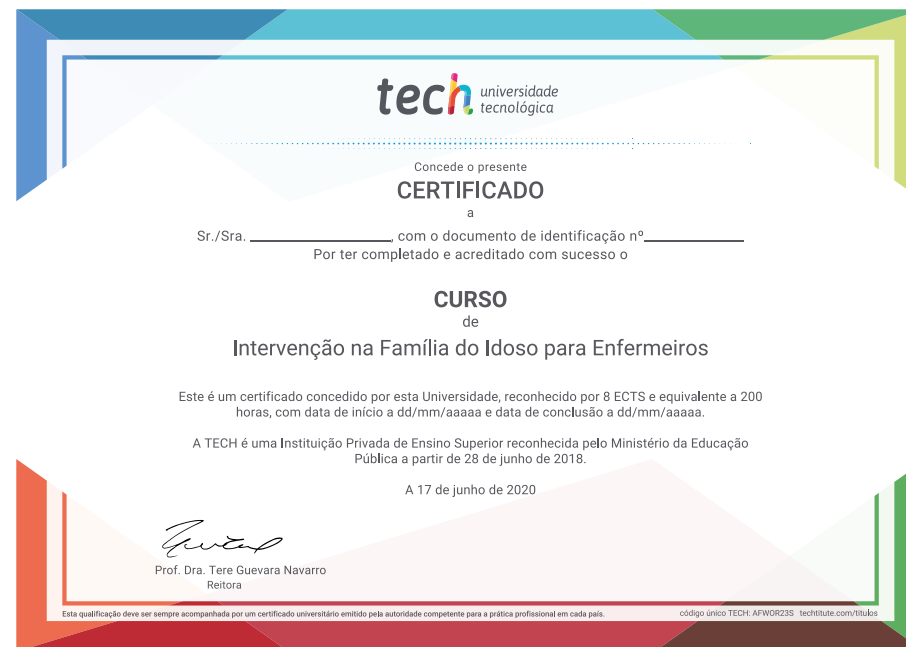 tech universidade
tecnológica
Concede o presente
CERTIFICADO
a
Sr./Sra. ____________, com o documento de identificação nº____________
Por ter completado e acreditado com sucesso o
CURSO
de
Intervenção na Família do Idoso para Enfermeiros
Este é um certificado concedido por esta Universidade, reconhecido por 8 ECTS e equivalente a 200
horas, com data de início a dd/mm/aaaaa e data de conclusão a dd/mm/aaaaa.
A TECH é uma Instituição Privada de Ensino Superior reconhecida pelo Ministério da Educação
Pública a partir de 28 de junho de 2018.
A 17 de junho de 2020
Prof. Dra. Tere Guevara Navarro
Reitora
Esta qualificação deve ser sempre acompanhada por um certificado universitário emitido pela autoridade competente para a prática profissional em cada país.
código único TECH: AFWOR23S techtitute.com/titulos